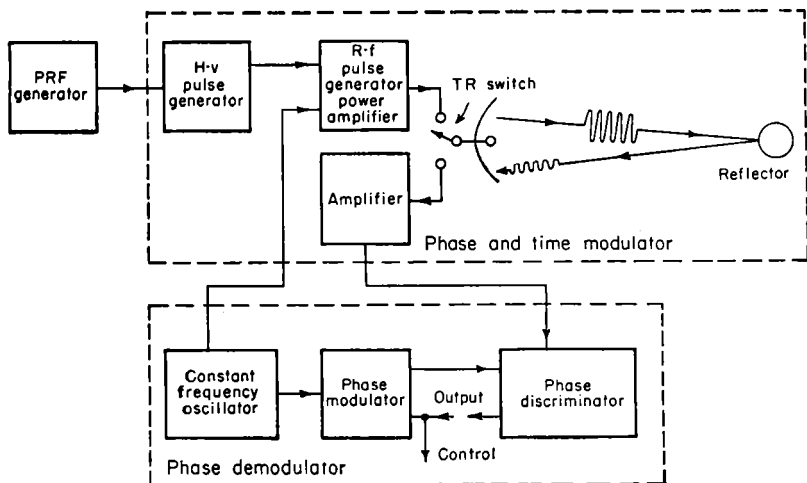 PRF
generator
H-v
pulse
generator
R-f
pulse
generator
power
amplifier
TR switch
Reflector
Amplifier
Phase and time modulator
Constant
frequency
oscillator
Phase
modulator
Output
Control
Phase
discriminator
Phase demodulator